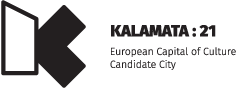 KALAMATA : 21
European Capital of Culture
Candidate City